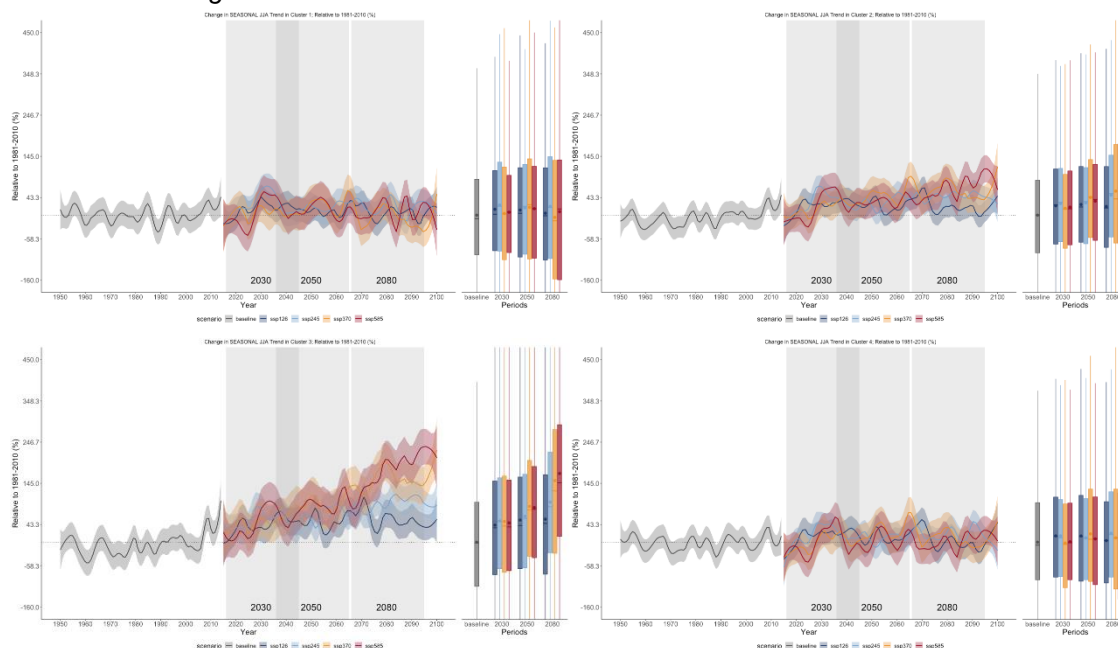 Change in SEASONAL JJA Trend in Cluster 1: Relative to 1981-2010 (%)
Relative to 1981-2010 (%)
450.0
348.3
246.7
145.0
43.3
-58.3
-160.0
2030 2050 2080
1950 1960 1970 1980 1990 2000 2010 2020 2030 2040 2050 2060 2070 2080 2090 2100
Year
baseline 2030 2050 2080
Periods
scenario baseline ssp126 ssp245 ssp370 ssp585
Change in SEASONAL JJA Trend in Cluster 2: Relative to 1981-2010 (%)
Relative to 1981-2010 (%)
450.0
348.3
246.7
145.0
43.3
-58.3
-160.0
2030 2050 2080
1950 1960 1970 1980 1990 2000 2010 2020 2030 2040 2050 2060 2070 2080 2090 2100
Year
baseline 2030 2050 2080
Periods
scenario baseline ssp126 ssp245 ssp370 ssp585
Change in SEASONAL JJA Trend in Cluster 3: Relative to 1981-2010 (%)
Relative to 1981-2010 (%)
450.0
348.3
246.7
145.0
43.3
-58.3
-160.0
2030 2050 2080
1950 1960 1970 1980 1990 2000 2010 2020 2030 2040 2050 2060 2070 2080 2090 2100
Year
baseline 2030 2050 2080
Periods
scenario baseline ssp126 ssp245 ssp370 ssp585
Change in SEASONAL JJA Trend in Cluster 4: Relative to 1981-2010 (%)
Relative to 1981-2010 (%)
450.0
348.3
246.7
145.0
43.3
-58.3
-160.0
2030 2050 2080
1950 1960 1970 1980 1990 2000 2010 2020 2030 2040 2050 2060 2070 2080 2090 2100
Year
baseline 2030 2050 2080
Periods
scenario baseline ssp126 ssp245 ssp370 ssp585